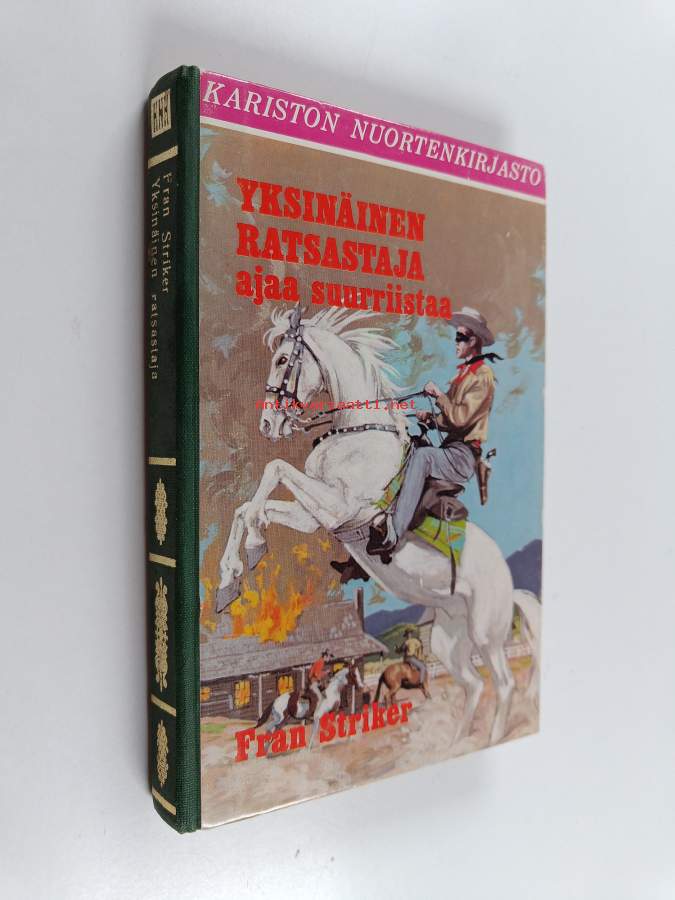 KARISTON NUORTENKIRJASTO
YKSINÄINEN
RATSASTAJA
ajaa suurriistaa
antikvariaatti.net
Fran Striker
Fran Striker
Yksinäinen ratsastaja